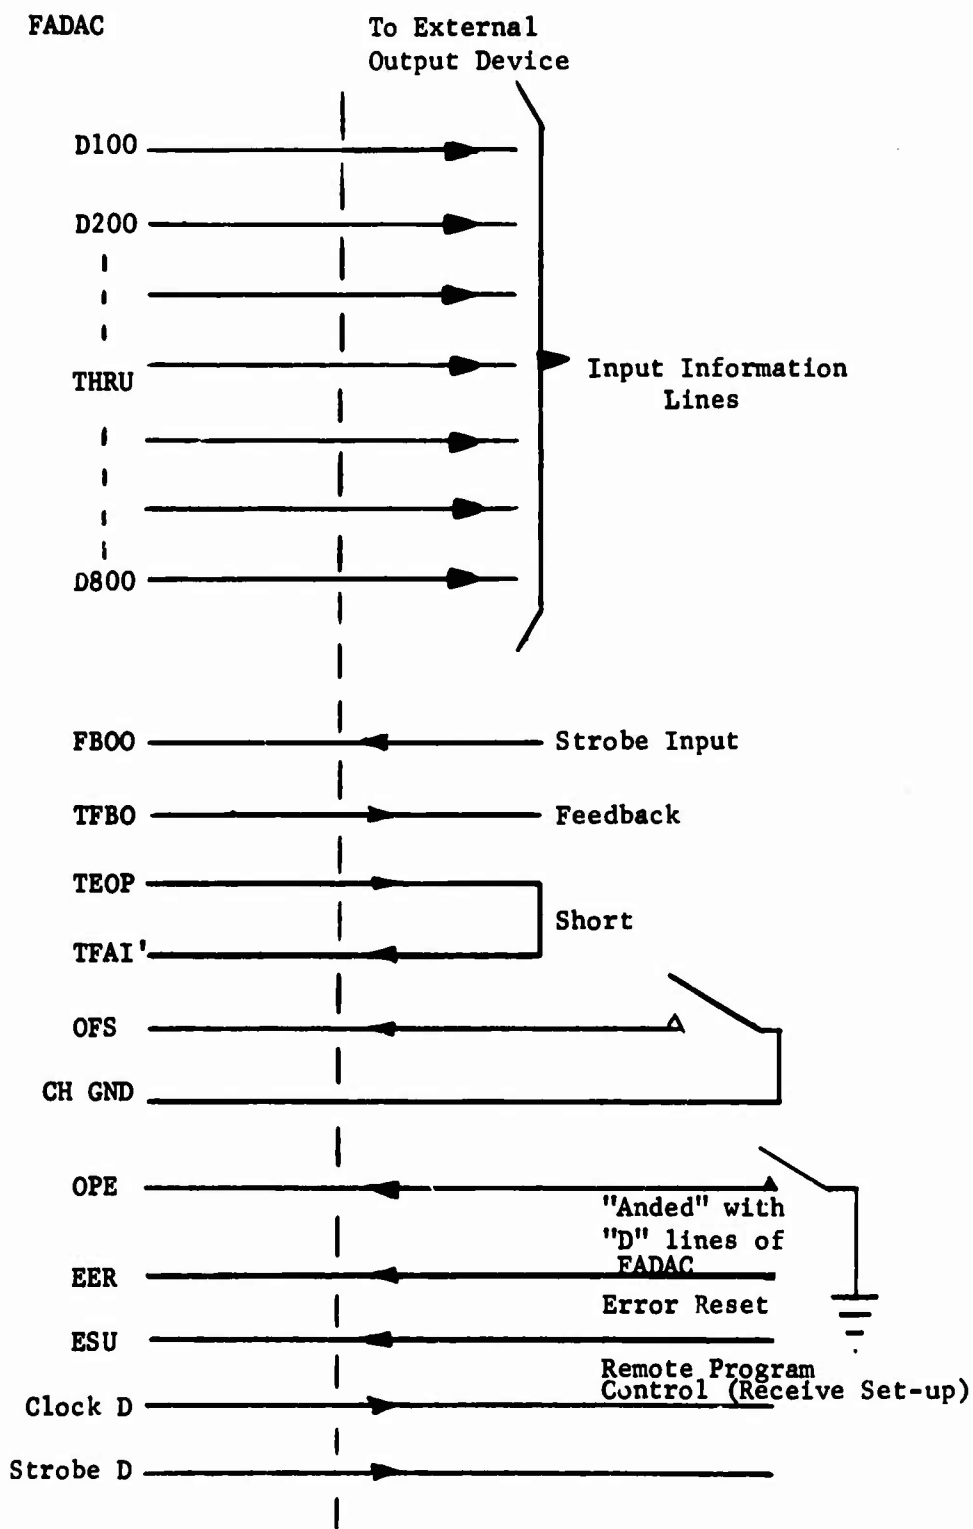 FADAC
To External
Output Device
D100
D200
THRU
Input Information
Lines
D800
FB00
Strobe Input
TFBO
Feedback
TEOP
Short
TFAI'
OFS
CH GND
OPE
"Anded" with
"D" lines of
FADAC
EER
Error Reset
ESU
Remote Program
Control (Receive Set-up)
Clock D
Strobe D